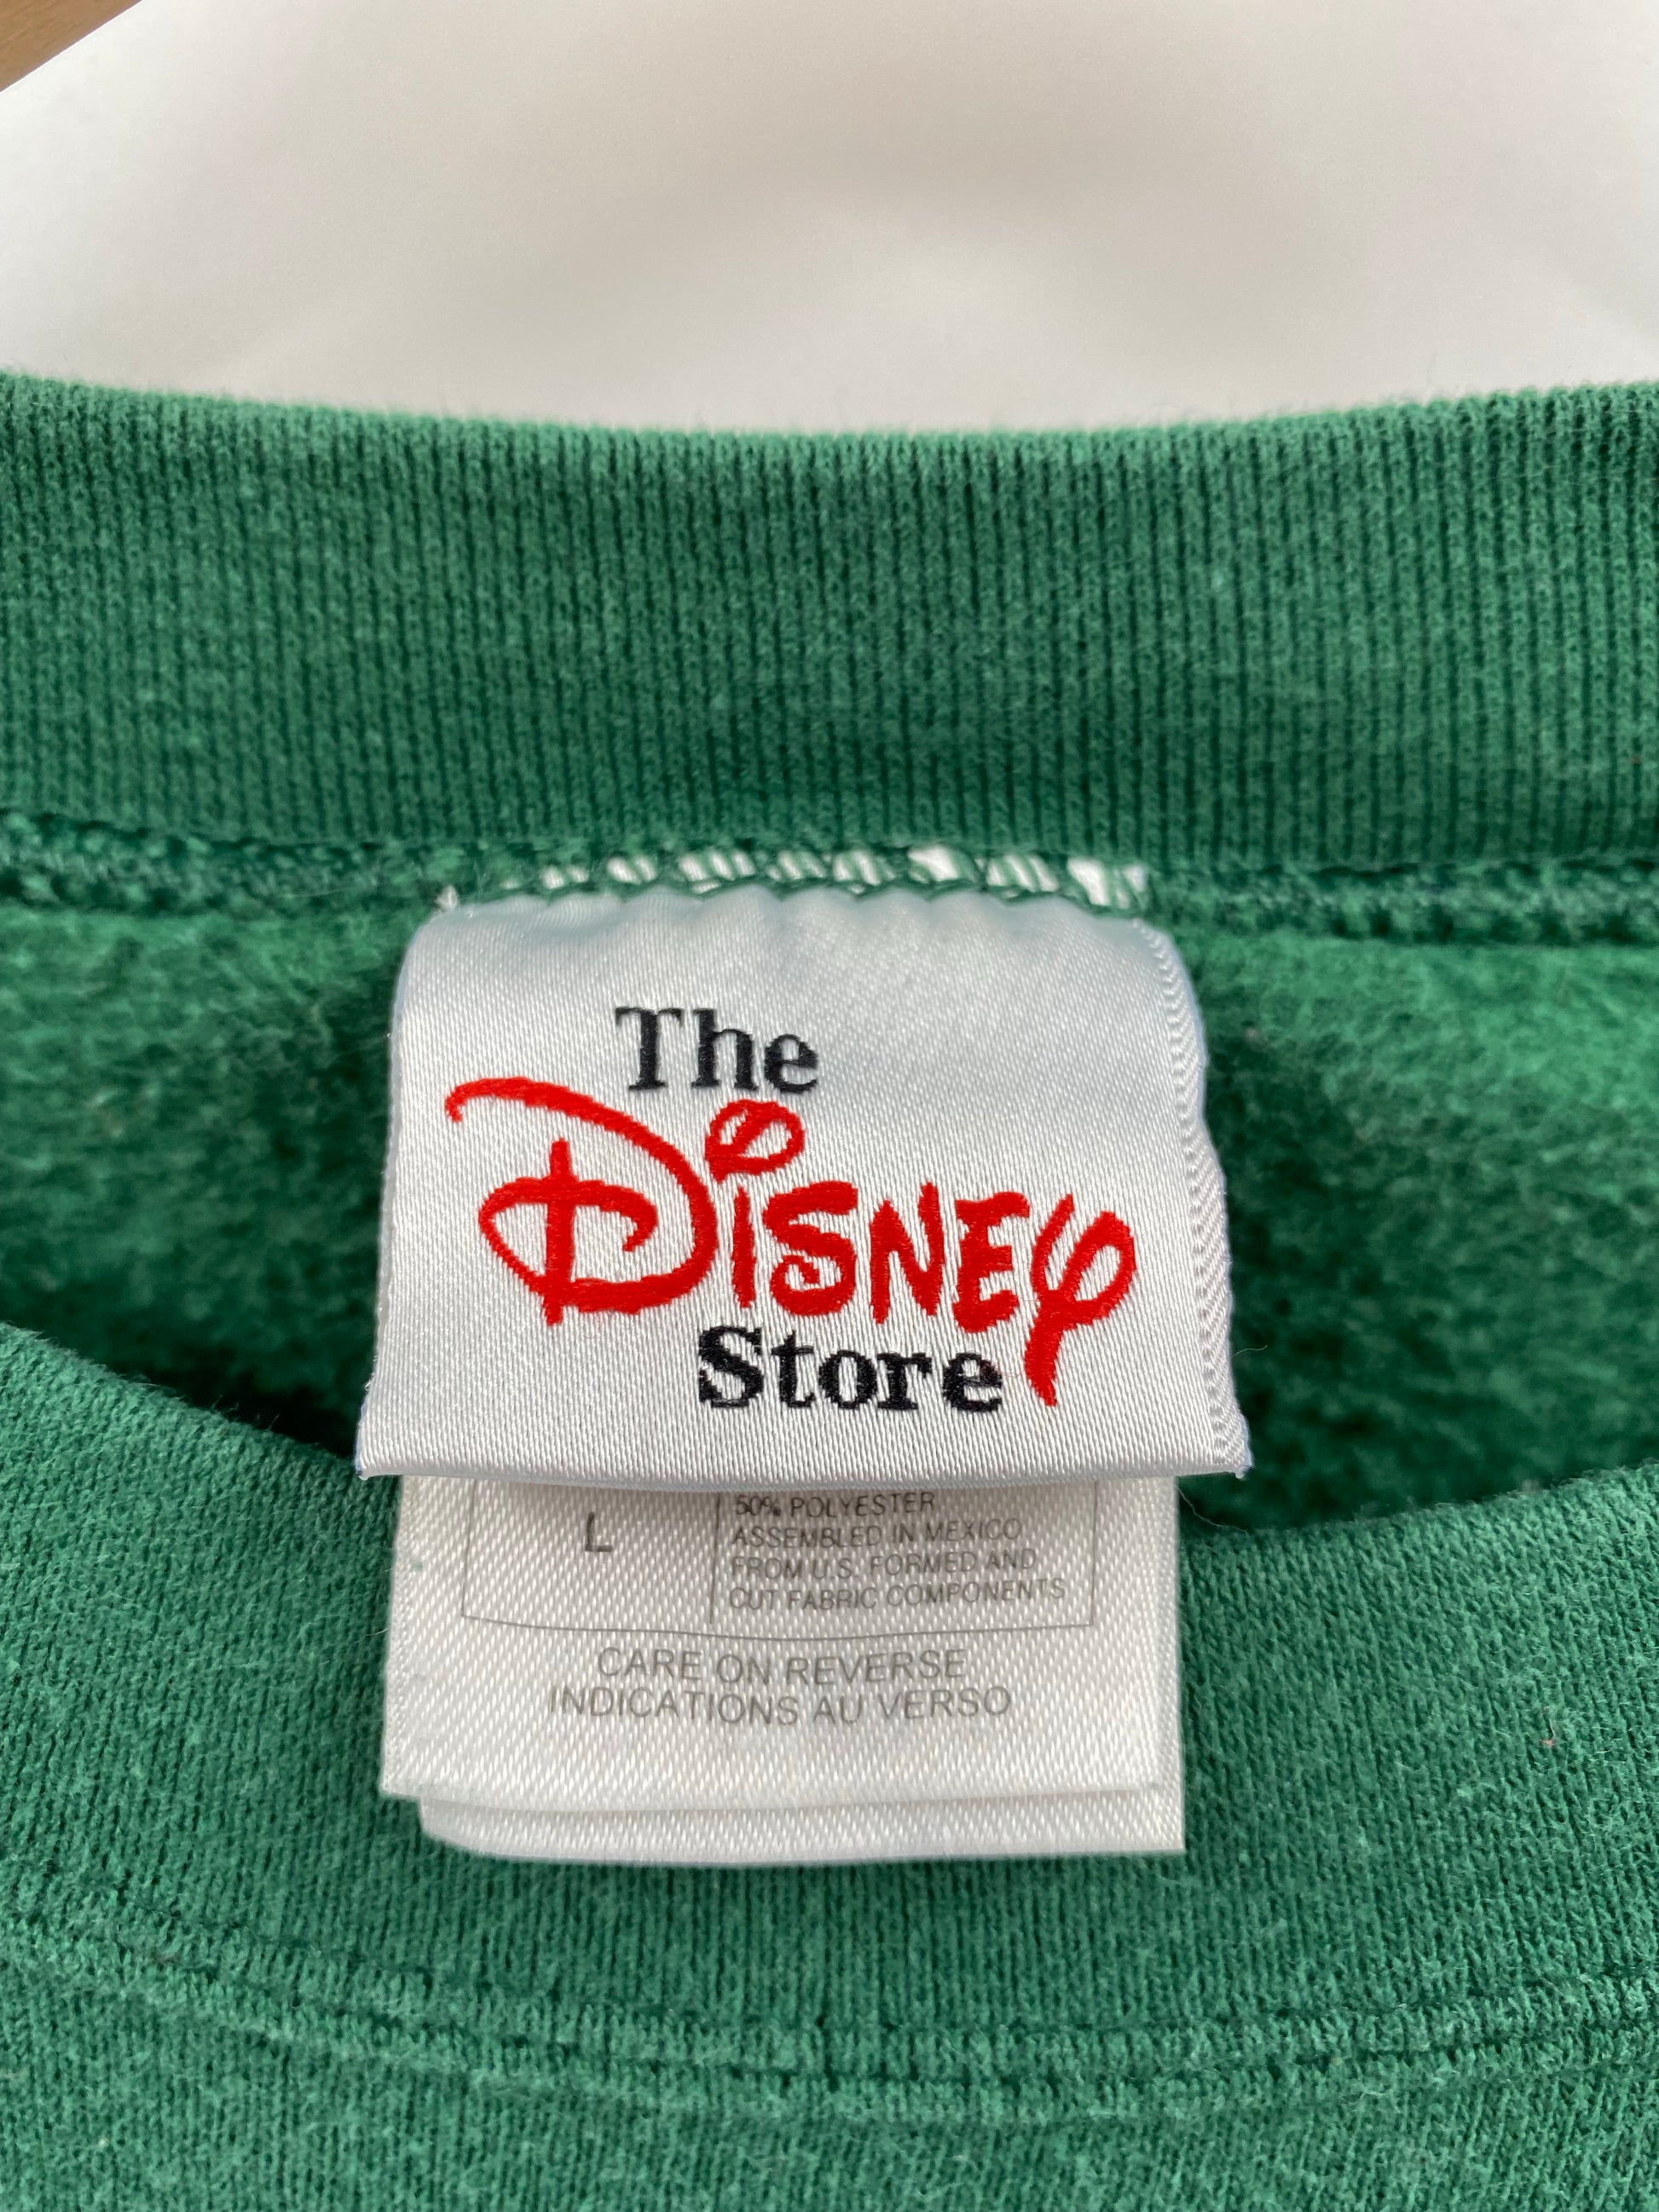 The
Disney
Store
L
50% POLYESTER
ASSEMBLED IN MEXICO
FROM U.S. FORMED AND
CUT FABRIC COMPONENTS
CARE ON REVERSE
INDICATIONS AU VERSO